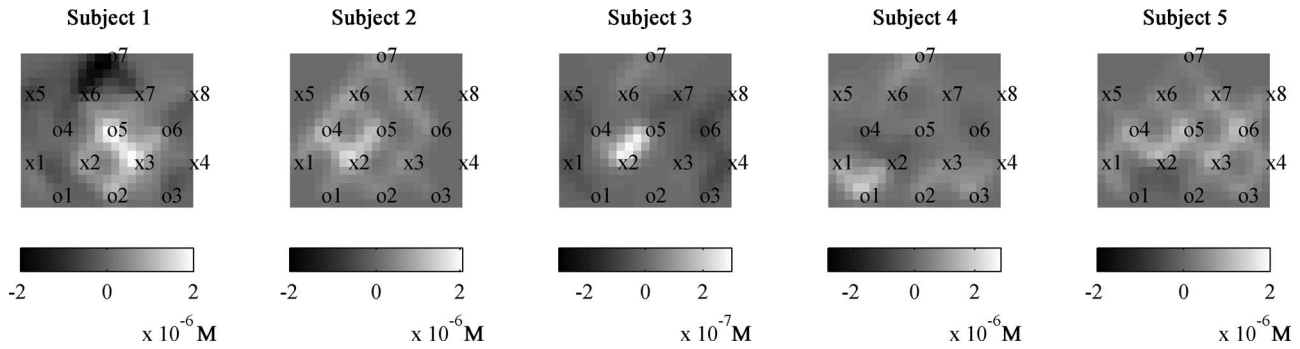 Subject 1 Subject 2 Subject 3 Subject 4 Subject 5
o7 o7 o7 o7 o7
x5 x6 x7 x8 x5 x6 x7 x8 x5 x6 x7 x8 x5 x6 x7 x8 x5 x6 x7 x8
o4 o5 o6 o4 o5 o6 o4 o5 o6 o4 o5 o6 o4 o5 o6
x1 x2 x3 x4 x1 x2 x3 x4 x1 x2 x3 x4 x1 x2 x3 x4 x1 x2 x3 x4
o1 o2 o3 o1 o2 o3 o1 o2 o3 o1 o2 o3 o1 o2 o3
-2 0 2 -2 0 2 -2 0 2 -2 0 2 -2 0 2
x 10^-6 M x 10^-6 M x 10^-7 M x 10^-6 M x 10^-6 M